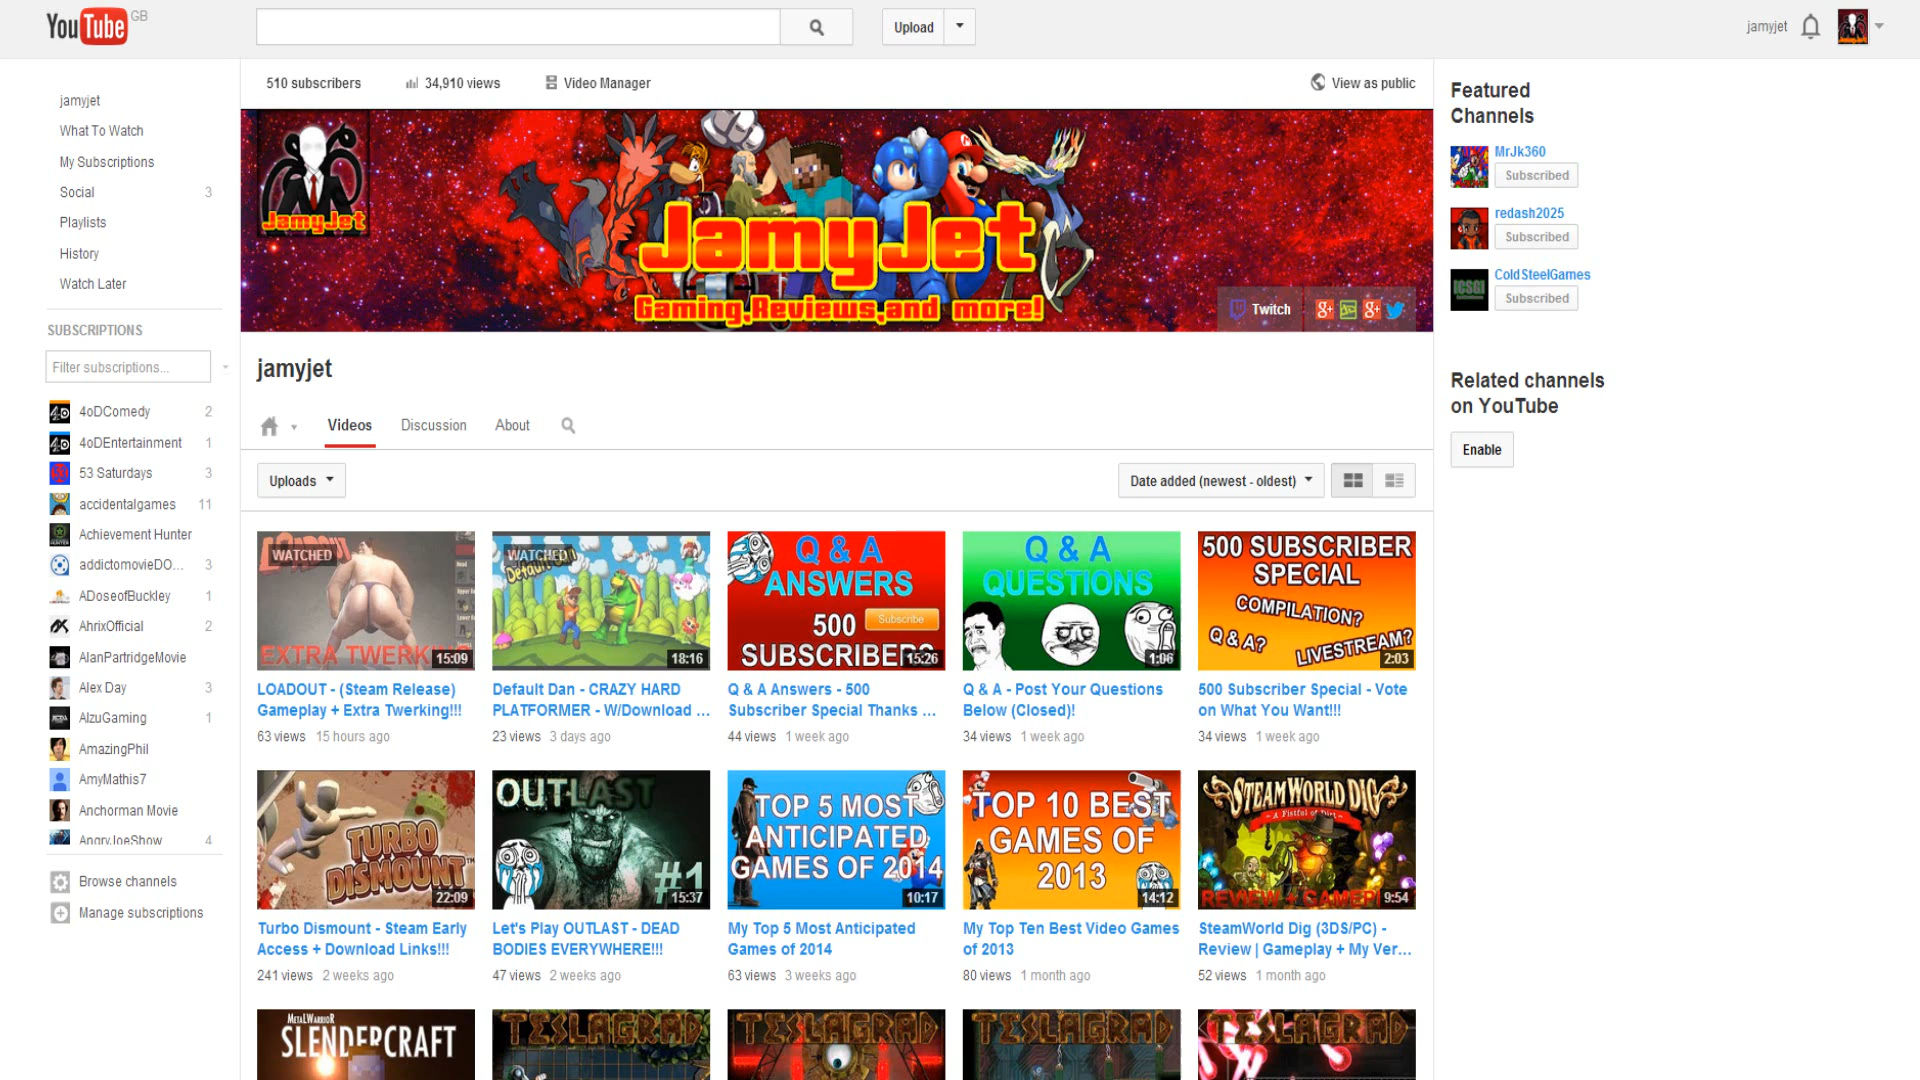 YouTube GB
Upload
jamyjet
510 subscribers
34,910 views
Video Manager
View as public
jamyjet
What To Watch
My Subscriptions
Social 3
Playlists
History
Watch Later
SUBSCRIPTIONS
Filter subscriptions...
4oDComedy 2
4oDEntertainment 1
53 Saturdays 3
accidentalgames 11
Achievement Hunter
addictomovieDO... 3
ADoseofBuckley 1
AhrixOfficial 2
AlanPartridgeMovie
Alex Day 3
AlzuGaming 1
AmazingPhil
AmyMathis7
Anchorman Movie
AngryJoeShow 4
Browse channels
Manage subscriptions
JamyJet
JamyJet
Gaming,Reviews,and more!
Twitch
jamyjet
Videos
Discussion
About
Uploads
Date added (newest - oldest)
LOADOUT
WATCHED
EXTRA TWERKING
15:09
LOADOUT - (Steam Release)
Gameplay + Extra Twerking!!!
63 views 15 hours ago
WATCHED
Default Dan
18:16
Default Dan - CRAZY HARD
PLATFORMER - W/Download ...
23 views 3 days ago
Q & A
ANSWERS
500
Subscribe
SUBSCRIBERS
15:26
Q & A Answers - 500
Subscriber Special Thanks ...
44 views 1 week ago
Q & A
QUESTIONS
1:06
Q & A - Post Your Questions
Below (Closed)!
34 views 1 week ago
500 SUBSCRIBER
SPECIAL
COMPILATION?
Q & A?
LIVESTREAM?
2:03
500 Subscriber Special - Vote
on What You Want!!!
34 views 1 week ago
TURBO
DISMOUNT
22:09
Turbo Dismount - Steam Early
Access + Download Links!!!
241 views 2 weeks ago
OUTLAST
#1
15:37
Let's Play OUTLAST - DEAD
BODIES EVERYWHERE!!!
47 views 2 weeks ago
TOP 5 MOST
ANTICIPATED
GAMES OF 2014
10:17
My Top 5 Most Anticipated
Games of 2014
63 views 3 weeks ago
TOP 10 BEST
GAMES OF
2013
14:12
My Top Ten Best Video Games
of 2013
80 views 1 month ago
STEAMWORLD DIG
A Fistful of Dirt
REVIEW + GAMEPL
9:54
SteamWorld Dig (3DS/PC) -
Review | Gameplay + My Ver...
52 views 1 month ago
METALWARRIOR
SLENDERCRAFT
TESLAGRAD
TESLAGRAD
TESLAGRAD
TESLAGRAD
Featured
Channels
MrJk360
Subscribed
redash2025
Subscribed
[CSG]
ColdSteelGames
Subscribed
Related channels
on YouTube
Enable